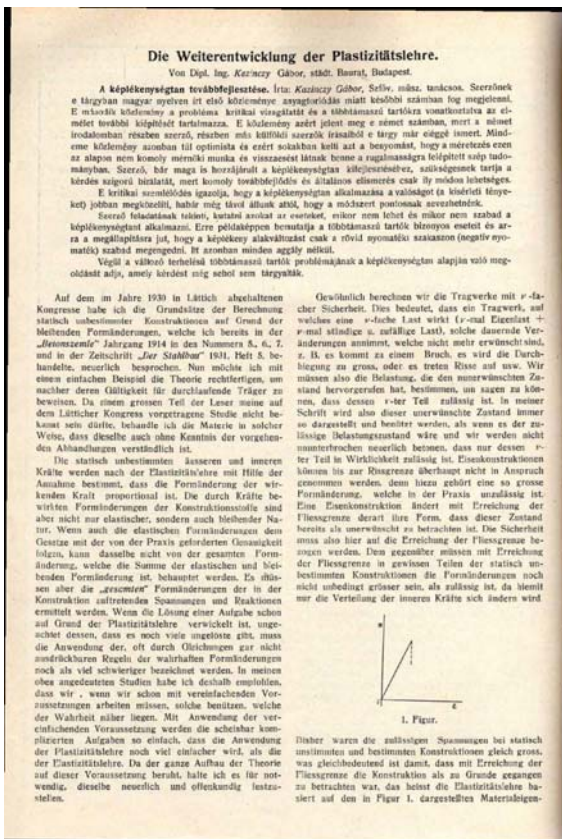 Die Weiterentwicklung der Plastizitätslehre.
Von Dipl. Ing. Kazinczy Gábor, städt. Baurat, Budapest.
A képlékenységtan továbbfejlesztése. Írta: Kazinczy Gábor, Szföv. műsz. tanácsos. Szerzőnek
e tárgyban magyar nyelven írt első közleménye anyagtorlódás miatt későbbi számban fog megjelenni.
E második közlemény a probléma kritikai vizsgálatát és a többtámaszú tartókra vonatkoztatva az el-
mélet további kiépítését tartalmazza. E közlemény azért jelent meg e német számban, mert a német
irodalomban részben szerző, részben más külföldi szerzők írásaiból e tárgy már eléggé ismert. Mind-
eme közlemény azonban túl optimista és ezért sokakban kelti azt a benyomást, hogy a méretezés ezen
az alapon nem komoly mérnöki munka és visszaesést látnak benne a rugalmasságra felépített szép tudo-
mányban. Szerző, bár maga is hozzájárult a képlékenységtan kifejlesztéséhez, szükségesnek tartja a
kérdés szigorú bírálatát, mert komoly továbbfejlődés és általános elismerés csak ily módon lehetséges.
E kritikai szemlélődés igazolja, hogy a képlékenységtan alkalmazása a valóságot (a kísérleti ténye-
ket) jobban megközelíti, habár még távol állunk attól, hogy a módszert pontosnak nevezhetnénk.
Szerző feladatának tekinti, kutatni azokat az eseteket, mikor nem lehet és mikor nem szabad a
képlékenységtant alkalmazni. Erre példaképpen bemutatja a többtámaszú tartók bizonyos eseteit és ar-
ra a megállapításra jut, hogy a képlékeny alakváltozást csak a rövid nyomatéki szakaszon (negatív nyo-
maték) szabad megengedni. Itt azonban minden aggály nélkül.
Végül a változó terhelésű többtámaszú tartók problémájának a képlékenységtan alapján való meg-
oldását adja, amely kérdést még sehol sem tárgyalták.
Auf dem im Jahre 1930 in Lüttich abgehaltenen
Kongresse habe ich die Grundsätze der Berechnung
statisch unbestimmter Konstruktionen auf Grund der
bleibenden Formänderungen, welche ich bereits in der
„Betonszemle" Jahrgang 1914 in des Nummern 5., 6., 7.
und in der Zeitschrift „Der Stahlbau" 1931, Heft 5, be-
handelte, neuerlich besprochen. Nun möchte ich mit
einem einfachen Beispiel die Theorie rechtfertigen, um
nachher deren Gültigkeit für durchlaufende Träger zu
beweisen. Da einem grossen Teil der Leser meine auf
dem Lütticher Kongress vorgetragene Studie nicht be-
kannt sein dürfte, behandle ich die Materie in solcher
Weise, dass dieselbe auch ohne Kentnis der vorgehen-
den Abhandlungen verständlich ist.
Die statisch unbestimmten äusseren und inneren
Kräfte werden nach der Elastizitätslehre mit Hilfe der
Annahme bestimmt, dass die Formänderung der wir-
kenden Kraft proportional ist. Die durch Kräfte be-
wirkten Formänderungen der Konstruktionsstoffe sind
aber nicht nur elastischer, sondern auch bleibender Na-
tur. Wenn auch die elastischen Formänderungen dem
Gesetze mit der von der Praxis geforderten Genauigkeit
folgen, kann dasselbe nicht von der gesamten Form-
änderung, welche die Summe der elastischen und blei-
benden Formänderung ist, behauptet werden. Es müs-
sen aber die „gesamten" Formänderungen der in der
Konstruktion auftretenden Spannungen und Reaktionen
ermittelt werden. Wenn die Lösung einer Aufgabe schon
auf Grund der Plastizitätslehre verwickelt ist, unge-
achtet dessen, dass es noch viele ungelöste gibt, muss
die Anwendung der, oft durch Gleichungen gar nicht
ausdrückbaren Regeln der wahrhaften Formänderungen
noch als viel schwieriger bezeichnet werden. In meinen
oben angedeuteten Studien habe ich deshalb empfohlen,
dass wir , wenn wir schon mit vereinfachenden Vor-
aussetzungen arbeiten müssen, solche benützen, welche
der Wahrheit näher liegen. Mit Anwendung der ver-
einfachenden Voraussetzung werden die scheinbar kom-
plizierten Aufgaben so einfach, dass die Anwendung
der Plastizitätslehre noch viel einfacher wird, als die
der Elastizitätslehre. Da der ganze Aufbau der Theorie
auf dieser Voraussetzung beruht, halte ich es für not-
wendig, dieselbe neuerlich und offenkundig festzu-
stellen.
Gewöhnlich berechnen wir die Tragwerke mit ν-fa-
cher Sicherheit. Dies bedeutet, dass ein Tragwerk, auf
welches eine ν-fache Last wirkt (ν-mal Eigenlast +
ν-mal ständige u. zufällige Last), solche dauernde Ver-
änderungen annimmt, welche nicht mehr erwünscht sind,
z. B. es kommt zu einem Bruch, es wird die Durch-
biegung zu gross, oder es treten Risse auf usw. Wir
müssen also die Belastung, die den unerwünschten Zu-
stand hervorgerufen hat, bestimmen, um sagen zu kön-
nen, dass dessen ν-ter Teil zulässig ist. In meiner
Schrift wird also dieser unerwünschte Zustand immer
so dargestellt und benützt werden, als wenn es der zu-
lässige Belastungszustand wäre und wir werden nicht
ununterbrochen neuerlich betonen, dass nur dessen ν-
ter Teil in Wirklichkeit zulässig ist. Eisenkonstruktionen
können bis zur Rissgrenze überhaupt nicht in Anspruch
genommen werden, denn hiezu gehört eine so grosse
Formänderung, welche in der Praxis unzulässig ist.
Eine Eisenkonstruktion ändert mit Erreichung der
Fliessgrenze derart ihre Form, dass dieser Zustand
bereits als unerwünscht zu betrachten ist. Die Sicherheit
muss also hier auf die Erreichung der Fliessgrenze be-
zogen werden. Dem gegenüber müssen mit Erreichung
der Fliessgrenze in gewissen Teilen der statisch un-
bestimmten Konstruktionen die Formänderungen noch
nicht unbedingt grösser sein, als zulässig ist, da hiemit
nur die Verteilung der inneren Kräfte sich ändern wird
1. Figur.
Bisher waren die zulässigen Spannungen bei statisch
unstimmten und bestimmten Konstruktionen gleich gross,
was gleichbedeutend ist damit, dass mit Erreichung der
Fliessgrenze die Konstruktion als zu Grunde gegangen
zu betrachten war, das heisst die Elastizitätslehre ba-
siert auf den in Figur 1. dargestelltes Materialeigen-